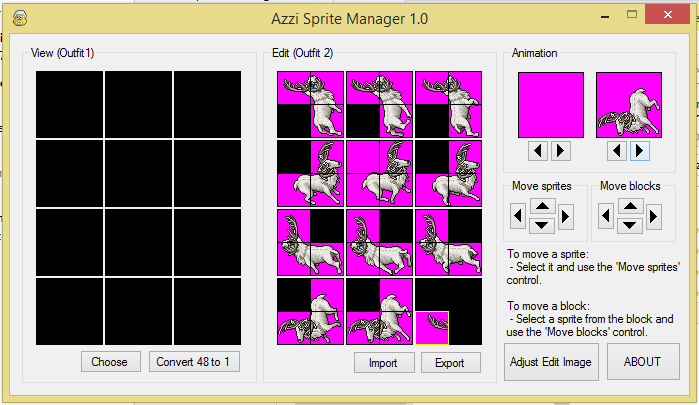 Azzi Sprite Manager 1.0
View (Outfit1)
Edit (Outfit 2)
Animation
Move sprites
Move blocks
To move a sprite:
- Select it and use the 'Move sprites'
control.
To move a block:
- Select a sprite from the block and
use the 'Move blocks' control.
Choose
Convert 48 to 1
Import
Export
Adjust Edit Image
ABOUT